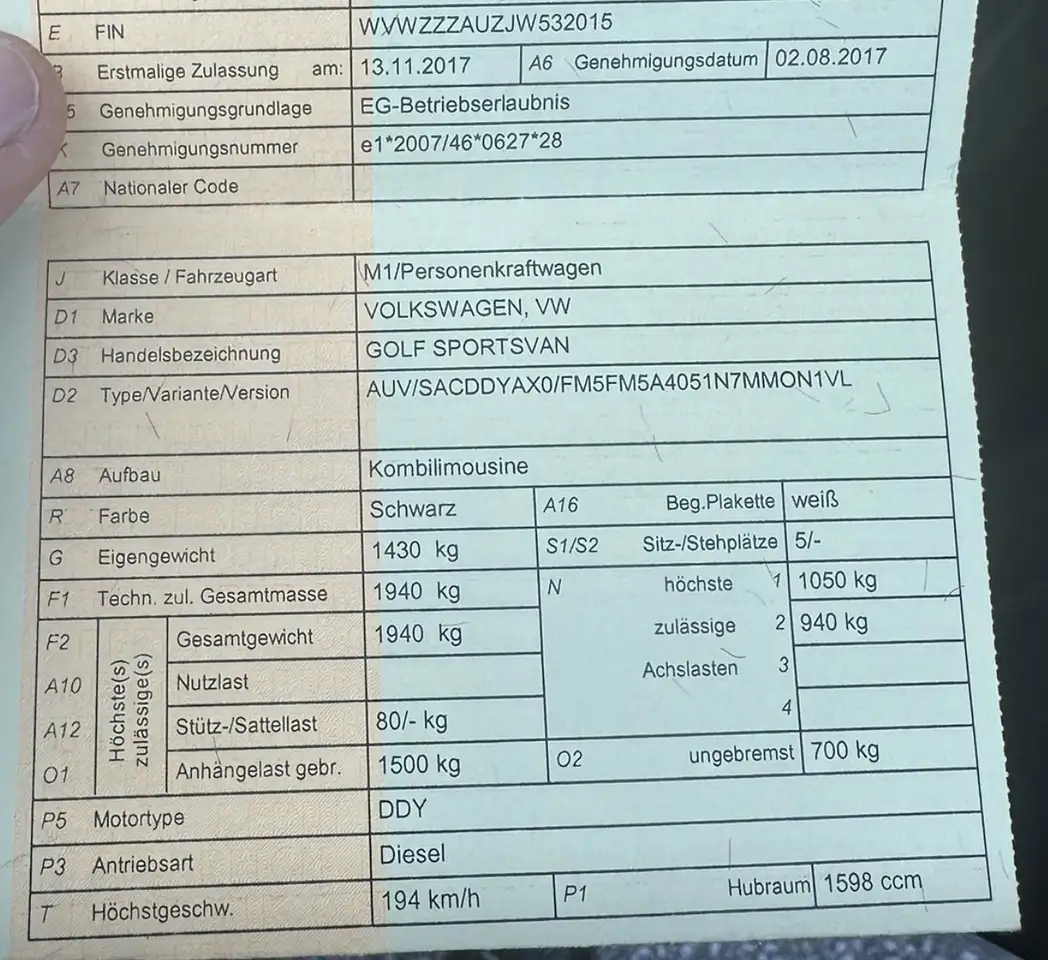 E FIN WVWZZZAUZJW532015
Erstmalige Zulassung am: 13.11.2017 A6 Genehmigungsdatum 02.08.2017
5 Genehmigungsgrundlage EG-Betriebserlaubnis
K Genehmigungsnummer e1*2007/46*0627*28
A7 Nationaler Code
J Klasse / Fahrzeugart M1/Personenkraftwagen
D1 Marke VOLKSWAGEN, VW
D3 Handelsbezeichnung GOLF SPORTSVAN
D2 Type/Variante/Version AUV/SACDDYAX0/FM5FM5A4051N7MMON1VL
A8 Aufbau Kombilimousine
R Farbe Schwarz A16 Beg.Plakette weiß
G Eigengewicht 1430 kg S1/S2 Sitz-/Stehplätze 5/-
F1 Techn. zul. Gesamtmasse 1940 kg N höchste 1 1050 kg
F2 Höchste(s) zulässige(s) Gesamtgewicht 1940 kg zulässige 2 940 kg
A10 Nutzlast Achslasten 3
A12 Stütz-/Sattellast 80/- kg 4
O1 Anhängelast gebr. 1500 kg O2 ungebremst 700 kg
P5 Motortype DDY
P3 Antriebsart Diesel
T Höchstgeschw. 194 km/h P1 Hubraum 1598 ccm